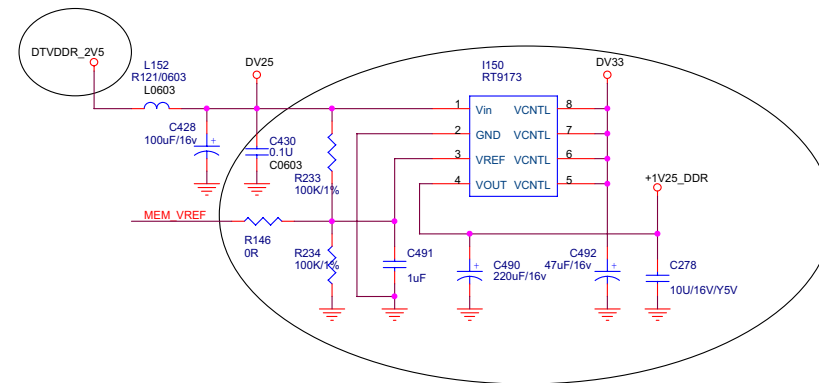 DTVDDR_2V5
L152
R121/0603
L0603
DV25
I150
RT9173
DV33
1 Vin VCNTL 8
2 GND VCNTL 7
3 VREF VCNTL 6
4 VOUT VCNTL 5
C428
100uF/16v
+
C430
0.1U
C0603
R233
100K/1%
+1V25_DDR
MEM_VREF
R146
0R
R234
100K/1%
C491
1uF
+
C490
220uF/16v
C492
47uF/16v
+
C278
10U/16V/Y5V